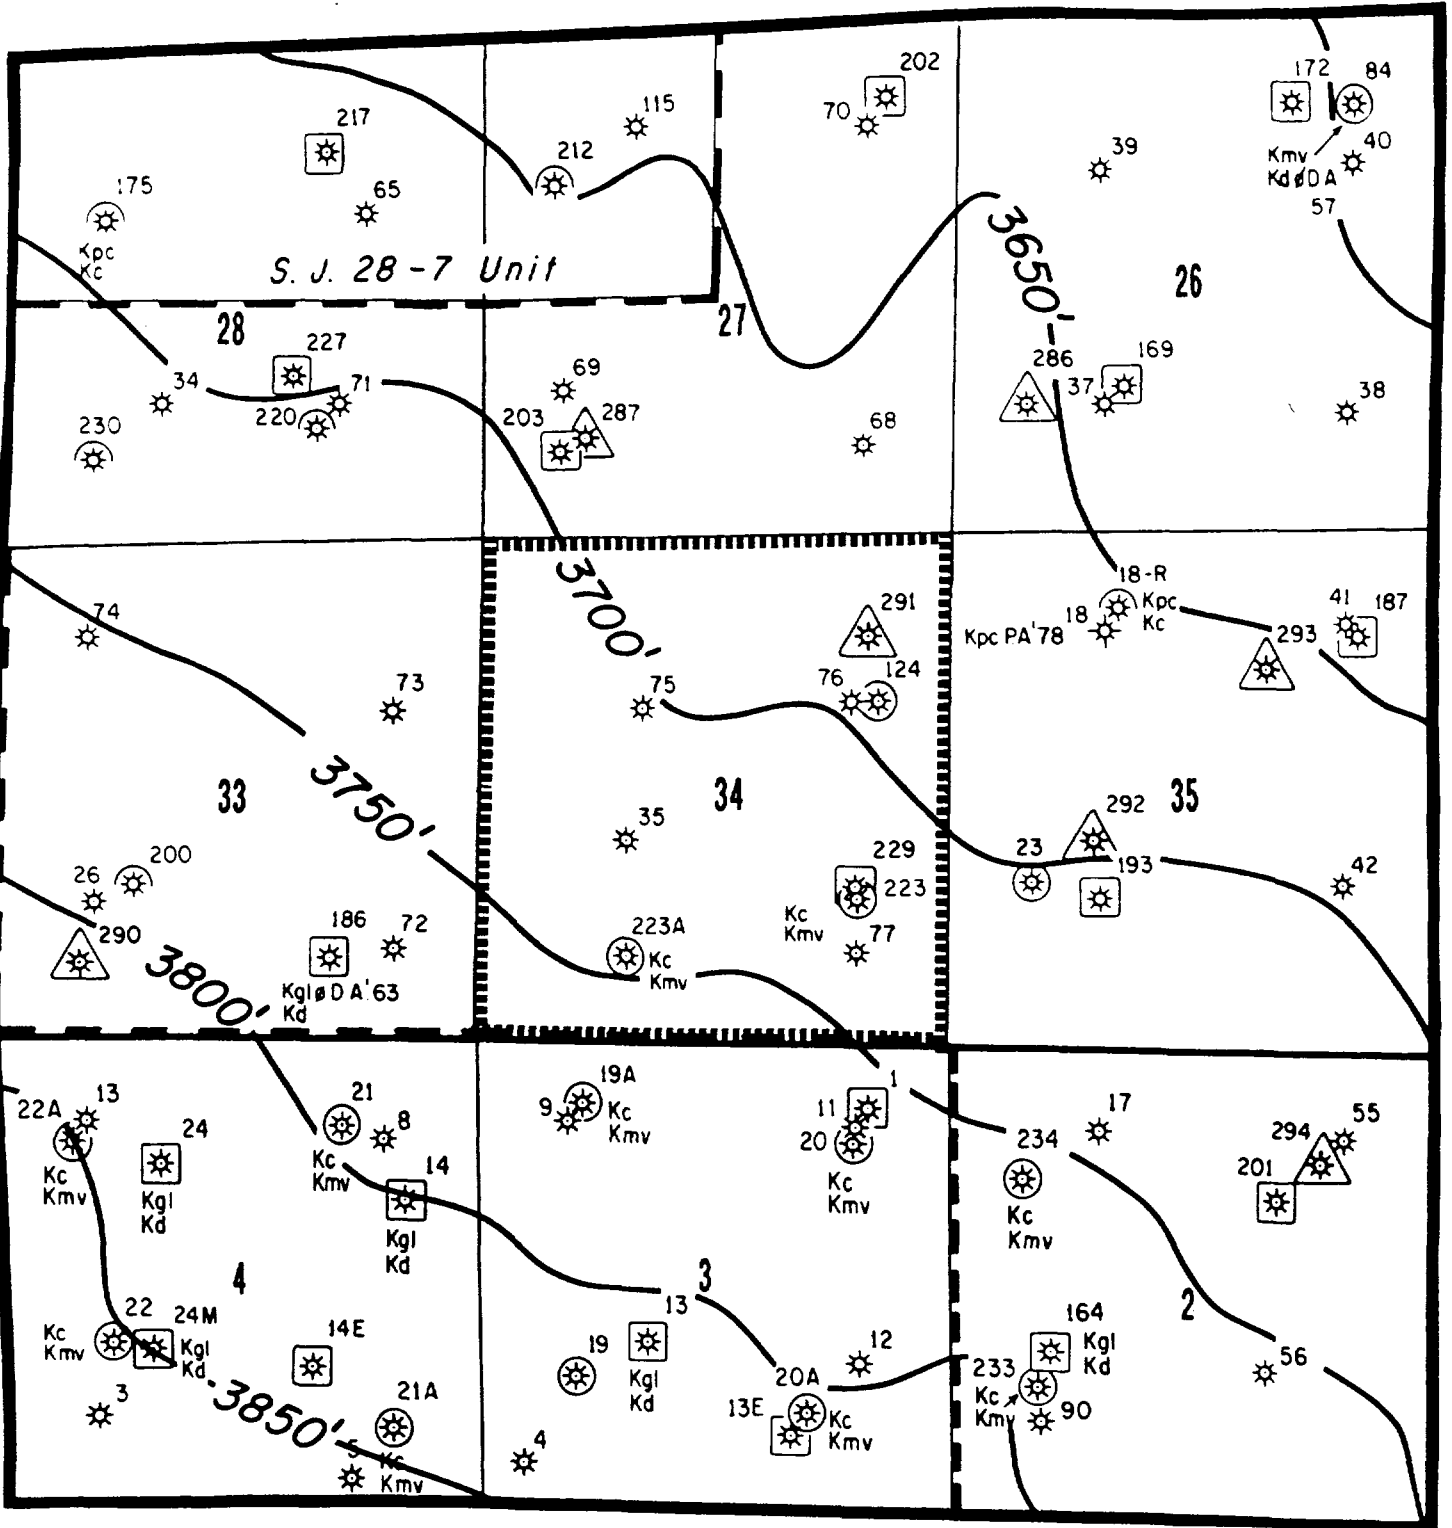 202
172
84
217
115
70
212
39
Kmv
40
Kd ø D A
175
65
57
Kpc
Kc
S. J. 28-7 Unit
3650'
26
28
27
227
286
169
34
71
69
37
38
230
220
203
287
68
3700'
18-R
74
291
18
Kpc
Kc
41
187
Kpc PA '78
293
73
75
76
124
3750'
33
34
35
292
35
23
193
200
229
26
223
42
Kc
Kmv
290
186
72
223A
77
3800'
Kc
Kmv
Kgl ø D A '63
Kd
19A
1
22A
13
21
8
9
Kc
Kmv
11
17
55
24
20
234
294
Kc
Kmv
Kc
Kmv
14
201
Kgl
Kd
Kc
Kmv
Kc
Kmv
Kgl
Kd
4
3
2
22
24M
14E
13
164
Kc
Kmv
Kgl
Kd
19
12
Kgl
Kd
233
56
3
21A
Kgl
Kd
20A
Kc
Kmv
3850'
13E
Kc
Kmv
90
5
Kc
Kmv
4